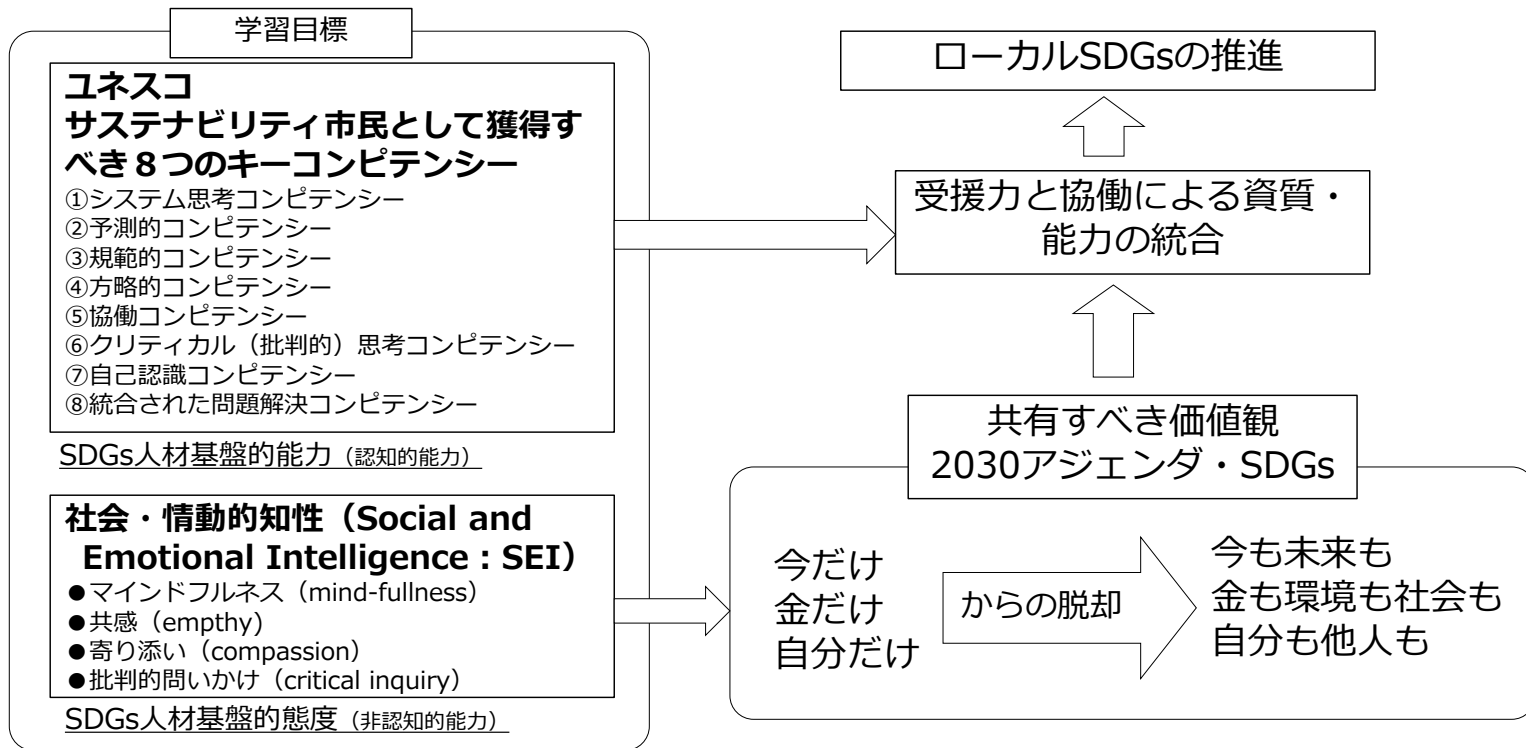 学習目標
ユネスコ
サステナビリティ市民として獲得す
べき８つのキーコンピテンシー
①システム思考コンピテンシー
②予測的コンピテンシー
③規範的コンピテンシー
④方略的コンピテンシー
⑤協働コンピテンシー
⑥クリティカル（批判的）思考コンピテンシー
⑦自己認識コンピテンシー
⑧統合された問題解決コンピテンシー
SDGs人材基盤的能力（認知的能力）
社会・情動的知性（Social and
Emotional Intelligence：SEI）
●マインドフルネス（mind-fullness）
●共感（empthy)
●寄り添い（compassion）
●批判的問いかけ（critical inquiry）
SDGs人材基盤的態度（非認知的能力）
ローカルSDGsの推進
受援力と協働による資質・
能力の統合
共有すべき価値観
2030アジェンダ・SDGs
今だけ
金だけ
自分だけ
からの脱却
今も未来も
金も環境も社会も
自分も他人も